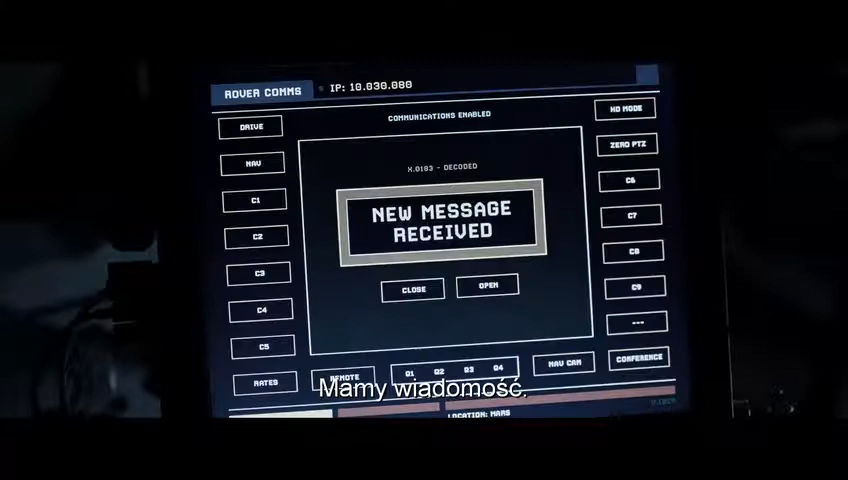 ROVER COMMS
IP: 10.030.080
COMMUNICATIONS ENABLED
HD MODE
DRIVE
ZERO PTZ
NAV
X.0183 - DECODED
C6
C1
NEW MESSAGE
RECEIVED
C7
C2
C8
C3
CLOSE
OPEN
C9
C4
---
C5
NAV CAM
CONFERENCE
RATES
REMOTE
Q1 Q2 Q3 Q4
Mamy wiadomość.
LOCATION: MARS